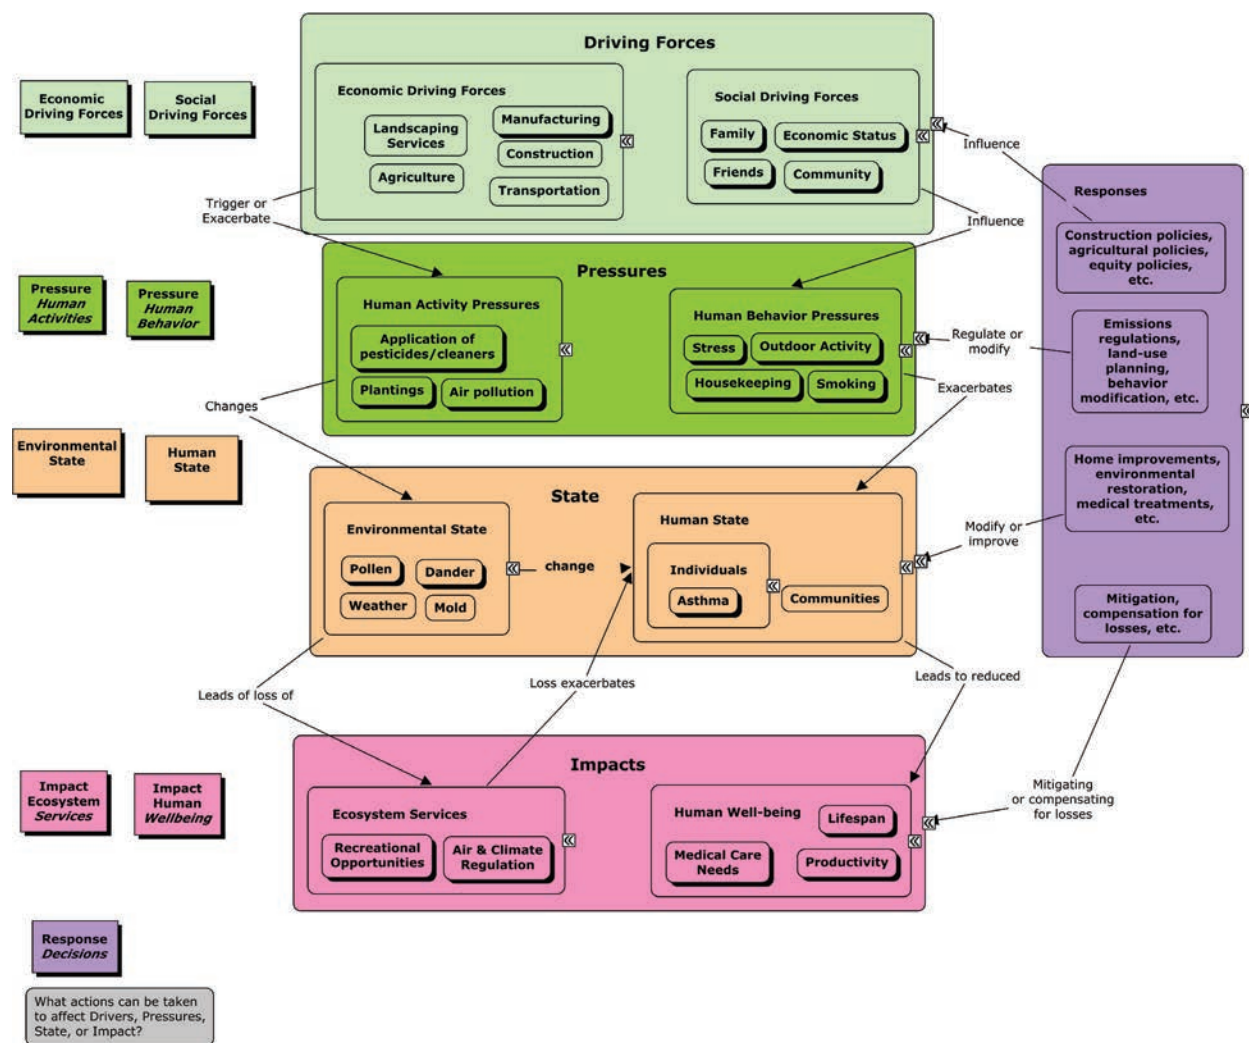 Driving Forces
Economic
Driving Forces
Social
Driving Forces
Economic Driving Forces
Landscaping
Services
Manufacturing
Construction
Agriculture
Transportation
Social Driving Forces
Family
Economic Status
Friends
Community
Influence
Trigger or
Exacerbate
Influence
Responses
Construction policies,
agricultural policies,
equity policies,
etc.
Emissions
regulations,
land-use
planning,
behavior
modification, etc.
Home improvements,
environmental
restoration,
medical treatments,
etc.
Mitigation,
compensation for
losses, etc.
Pressure
Human
Activities
Pressure
Human
Behavior
Pressures
Human Activity Pressures
Application of
pesticides/cleaners
Plantings
Air pollution
Human Behavior Pressures
Stress
Outdoor Activity
Housekeeping
Smoking
Regulate or
modify
Changes
Exacerbates
Environmental
State
Human
State
State
Environmental State
Pollen
Dander
Weather
Mold
change
Human State
Individuals
Asthma
Communities
Modify or
improve
Leads of loss of
Loss exacerbates
Leads to reduced
Impact
Ecosystem
Services
Impact
Human
Wellbeing
Impacts
Ecosystem Services
Recreational
Opportunities
Air & Climate
Regulation
Human Well-being
Lifespan
Medical Care
Needs
Productivity
Mitigating
or compensating
for losses
Response
Decisions
What actions can be taken
to affect Drivers, Pressures,
State, or Impact?